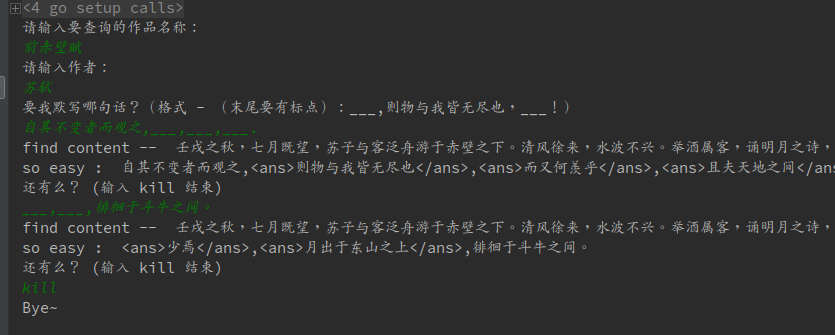 <4 go setup calls>
请输入要查询的作品名称：
前赤壁赋
请输入作者：
苏轼
要我默写哪句话？(格式 - （末尾要有标点）：___,则物与我皆无尽也，___！)
自其不变者而观之,___,___,___.
find content --  壬戌之秋，七月既望，苏子与客泛舟游于赤壁之下。清风徐来，水波不兴。举酒属客，诵明月之诗，
so easy :  自其不变者而观之,<ans>则物与我皆无尽也</ans>,<ans>而又何羡乎</ans>,<ans>且夫天地之间</an
还有么？ (输入 kill 结束)
___,___,徘徊于斗牛之间。
find content --  壬戌之秋，七月既望，苏子与客泛舟游于赤壁之下。清风徐来，水波不兴。举酒属客，诵明月之诗，
so easy :  <ans>少焉</ans>,<ans>月出于东山之上</ans>,徘徊于斗牛之间。
还有么？ (输入 kill 结束)
kill
Bye~